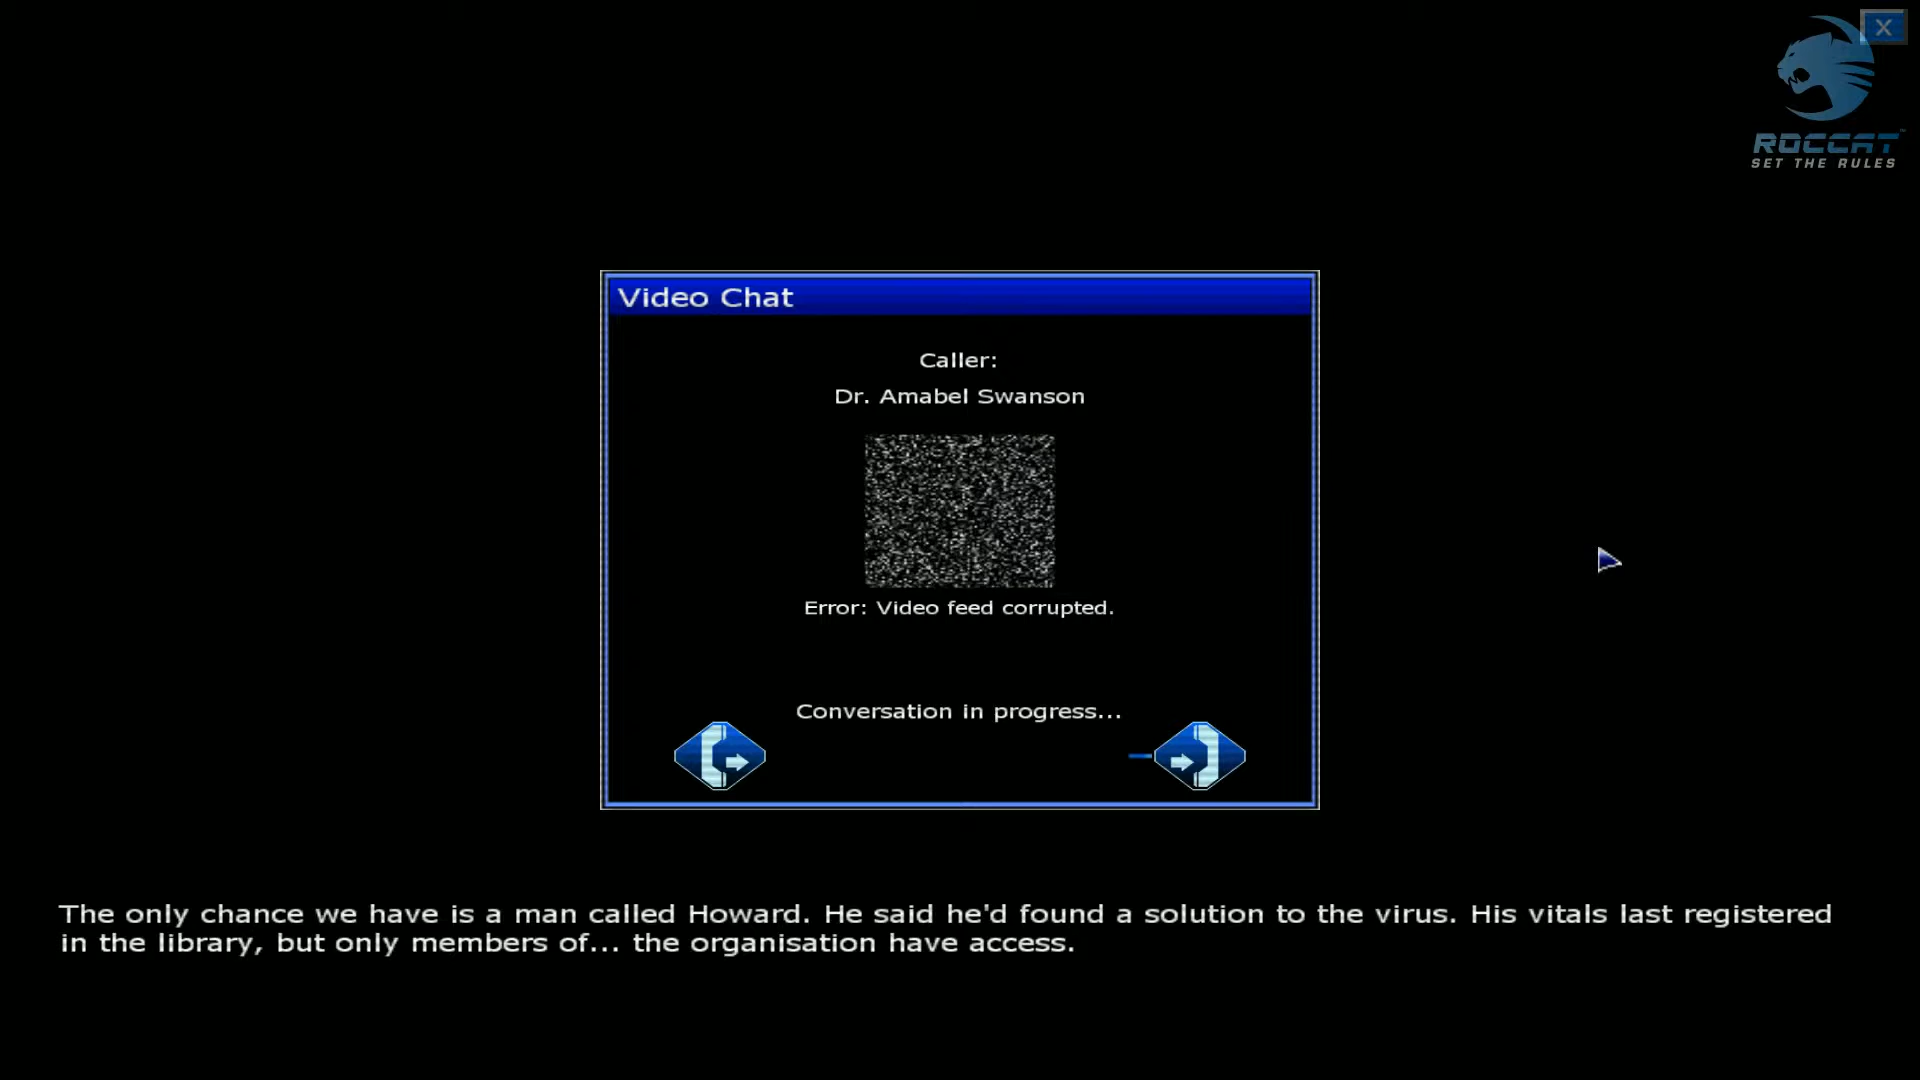 X
ROCCAT™
SET THE RULES
Video Chat
Caller:
Dr. Amabel Swanson
Error: Video feed corrupted.
Conversation in progress...
The only chance we have is a man called Howard. He said he'd found a solution to the virus. His vitals last registered
in the library, but only members of... the organisation have access.